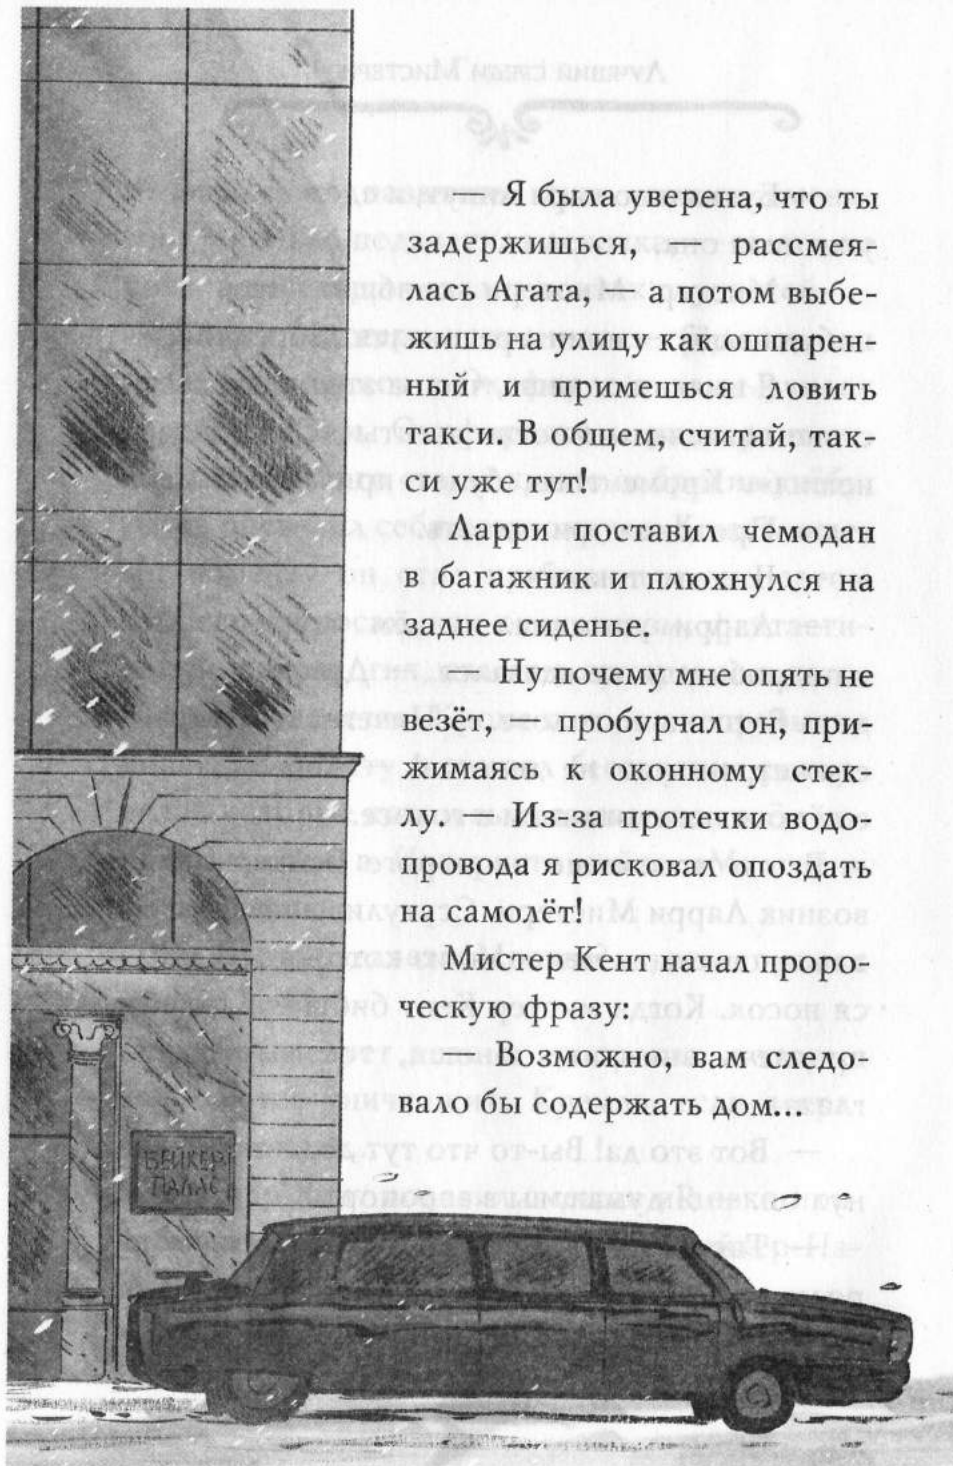 Я была уверена, что ты
задержишься, — рассмея-
лась Агата, — а потом выбе-
жишь на улицу как ошпарен-
ный и примешься ловить
такси. В общем, считай, так-
си уже тут!
Ларри поставил чемодан
в багажник и плюхнулся на
заднее сиденье.
— Ну почему мне опять не
везёт, — пробурчал он, при-
жимаясь к оконному стек-
лу. — Из-за протечки водо-
провода я рисковал опоздать
на самолёт!
Мистер Кент начал проро-
ческую фразу:
— Возможно, вам следо-
вало бы содержать дом...
БЕЙКЕР
ПАЛАС